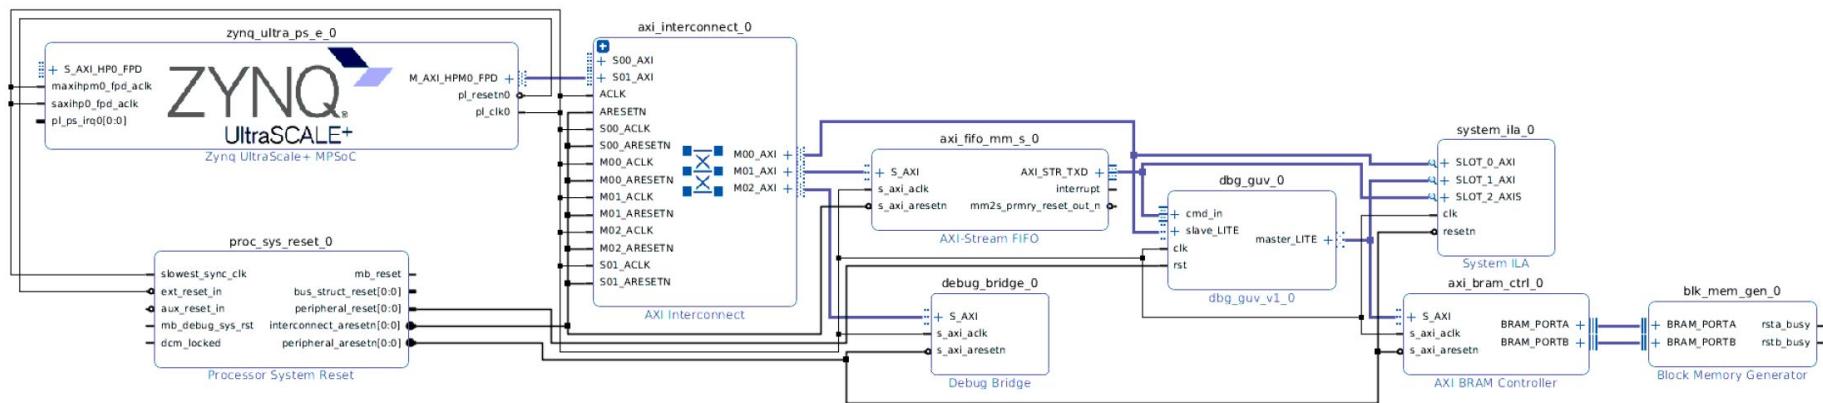 zynq_ultra_ps_e_0
S_AXI_HP0_FPD
maxihpm0_fpd_aclk
saxihp0_fpd_aclk
pl_ps_irq0[0:0]
ZYNQ
UltraSCALE+
M_AXI_HPM0_FPD
pl_resetn0
pl_clk0
Zynq UltraScale+ MPSoC
proc_sys_reset_0
slowest_sync_clk
ext_reset_in
aux_reset_in
mb_debug_sys_rst
dcm_locked
mb_reset
bus_struct_reset[0:0]
peripheral_reset[0:0]
interconnect_aresetn[0:0]
peripheral_aresetn[0:0]
Processor System Reset
axi_interconnect_0
S00_AXI
S01_AXI
ACLK
ARESETN
S00_ACLK
S00_ARESETN
M00_ACLK
M00_ARESETN
M01_ACLK
M01_ARESETN
M02_ACLK
M02_ARESETN
S01_ACLK
S01_ARESETN
M00_AXI
M01_AXI
M02_AXI
AXI Interconnect
axi_fifo_mm_s_0
S_AXI
s_axi_aclk
s_axi_aresetn
AXI_STR_TXD
interrupt
mm2s_prmry_reset_out_n
AXI-Stream FIFO
debug_bridge_0
S_AXI
s_axi_aclk
s_axi_aresetn
Debug Bridge
dbg_guv_0
cmd_in
slave_LITE
clk
rst
master_LITE
dbg_guv_v1_0
system_ila_0
SLOT_0_AXI
SLOT_1_AXI
SLOT_2_AXIS
clk
resetn
System ILA
axi_bram_ctrl_0
S_AXI
s_axi_aclk
s_axi_aresetn
BRAM_PORTA
BRAM_PORTB
AXI BRAM Controller
blk_mem_gen_0
BRAM_PORTA
BRAM_PORTB
rsta_busy
rstb_busy
Block Memory Generator